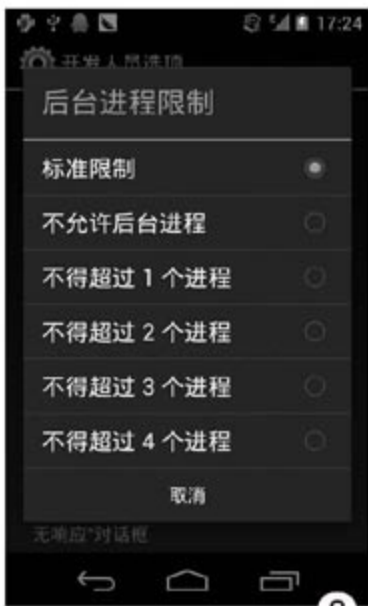 17:24
开发人员选项
后台进程限制
标准限制
不允许后台进程
不得超过 1 个进程
不得超过 2 个进程
不得超过 3 个进程
不得超过 4 个进程
取消
无响应"对话框